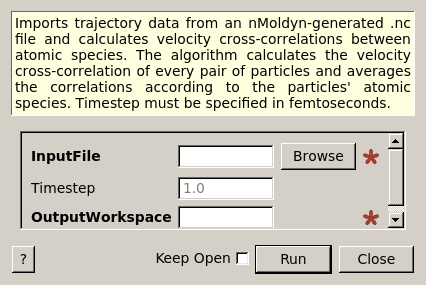 Imports trajectory data from an nMoldyn-generated .nc
file and calculates velocity cross-correlations between
atomic species. The algorithm calculates the velocity
cross-correlation of every pair of particles and averages
the correlations according to the particles' atomic
species. Timestep must be specified in femtoseconds.
InputFile Browse
Timestep 1.0
OutputWorkspace
? Keep Open Run Close